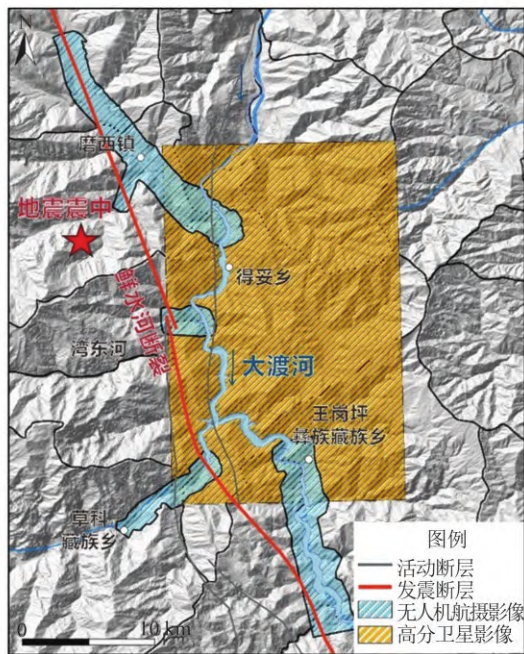 N
磨西镇
地震震中
得妥乡
鲜水河断裂
湾东河
大渡河
王岗坪
彝族藏族乡
草科
藏族乡
图例
活动断层
发震断层
无人机航摄影像
高分卫星影像
0 10 km